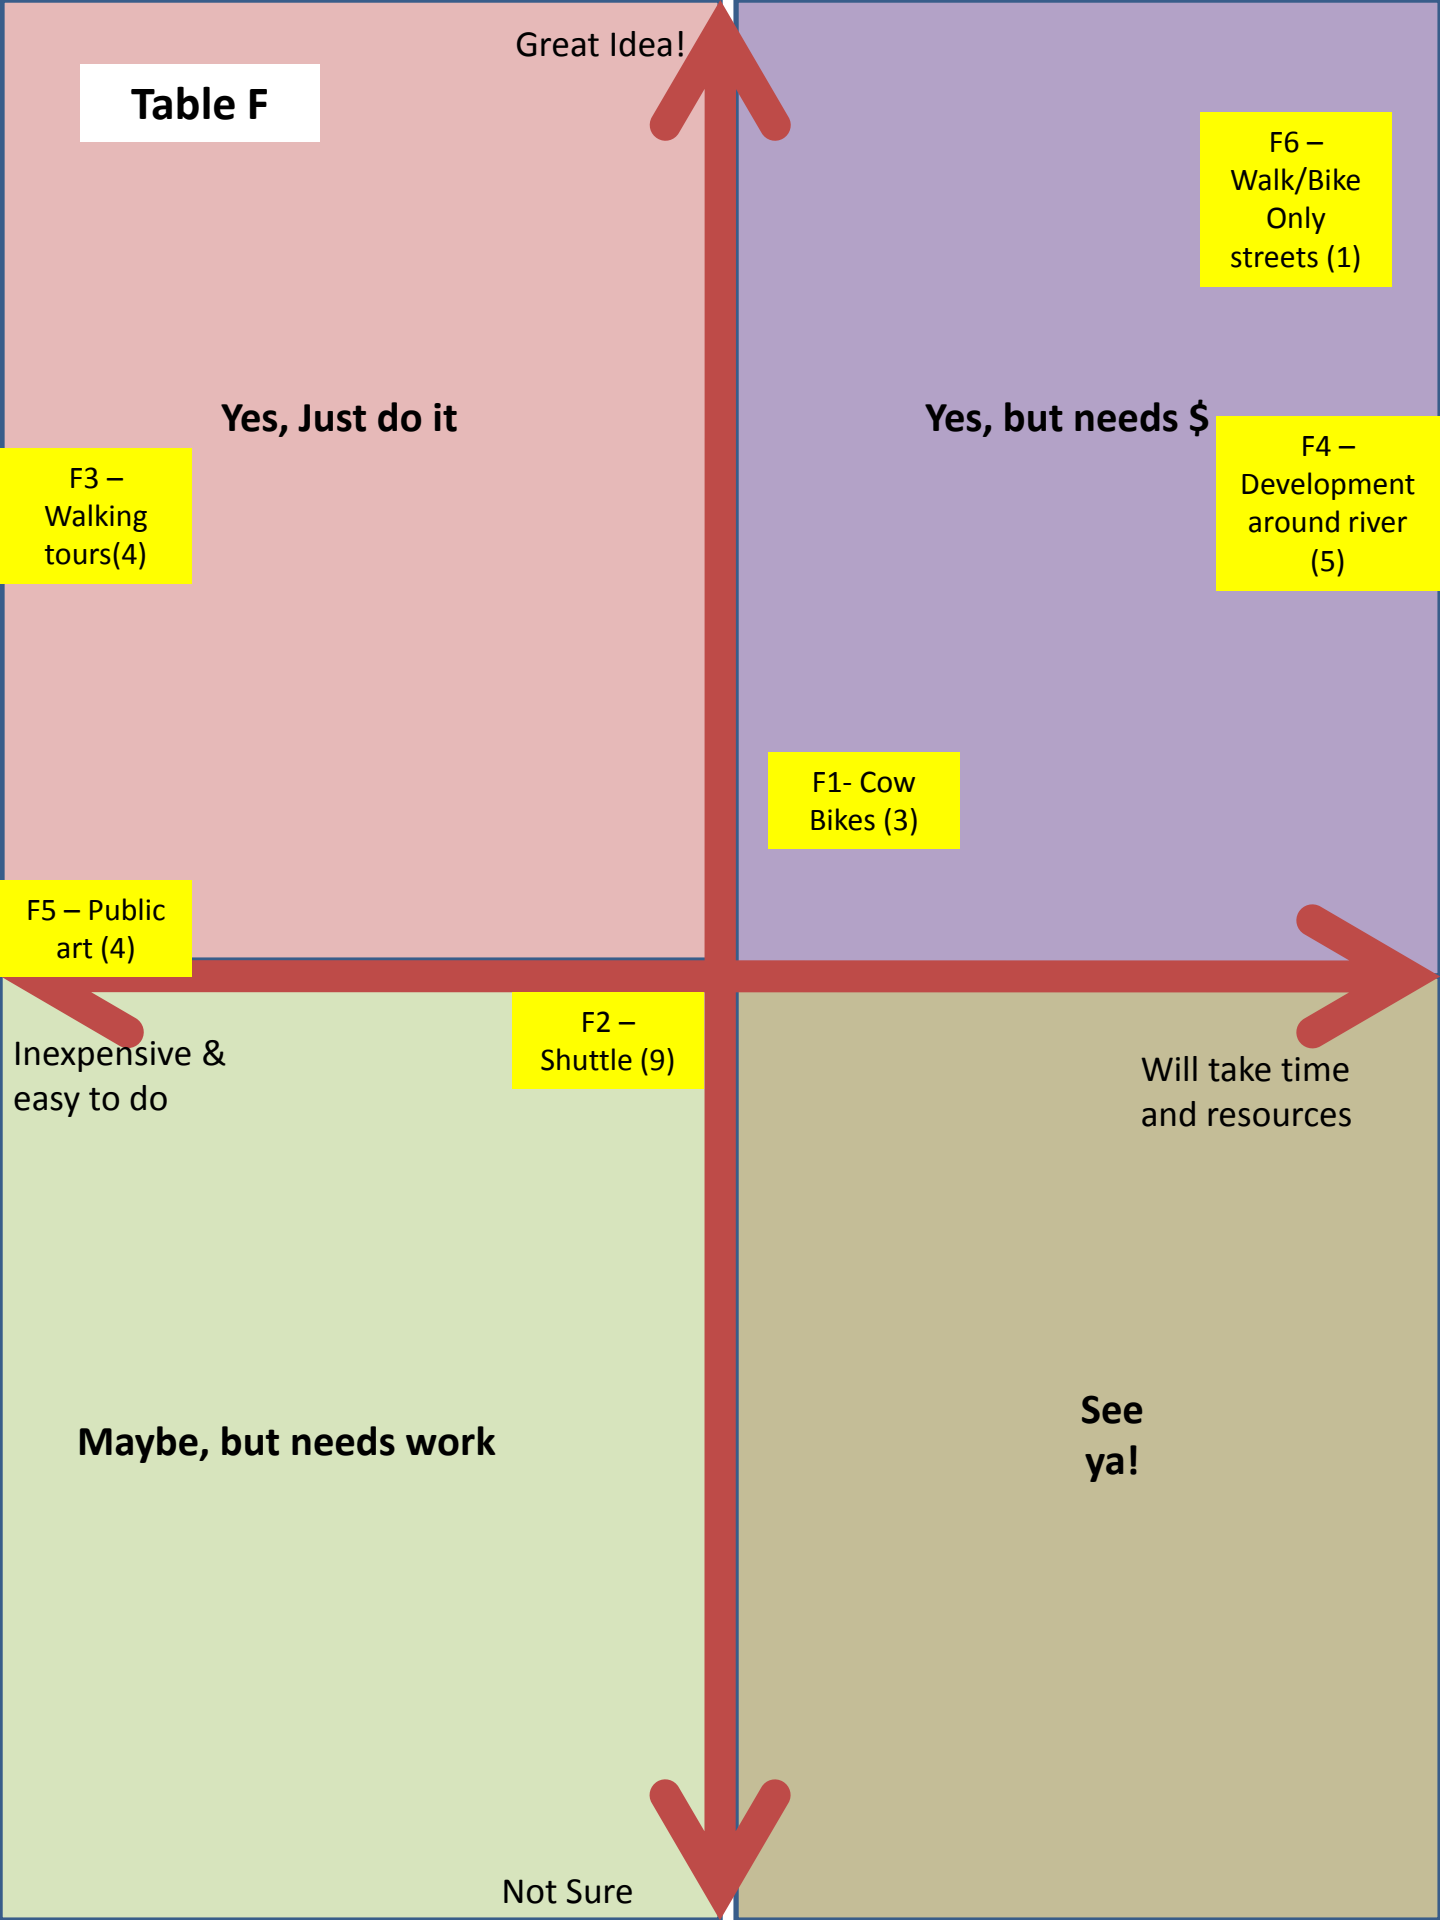 Great Idea!
Table F
F6 –
Walk/Bike
Only
streets (1)
Yes, Just do it
Yes, but needs $
F3 –
Walking
tours(4)
F4 –
Development
around river
(5)
F1- Cow
Bikes (3)
F5 – Public
art (4)
F2 –
Shuttle (9)
Inexpensive &
easy to do
Will take time
and resources
Maybe, but needs work
See
ya!
Not Sure